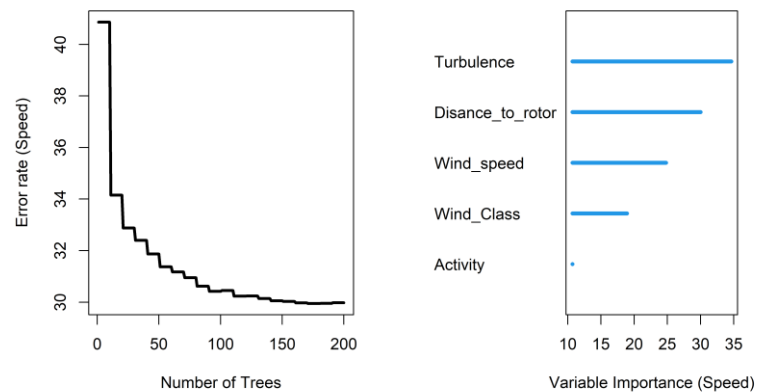 Error rate (Speed)
40
38
36
34
32
30
0 50 100 150 200
Number of Trees
Turbulence
Disance_to_rotor
Wind_speed
Wind_Class
Activity
10 15 20 25 30 35
Variable Importance (Speed)